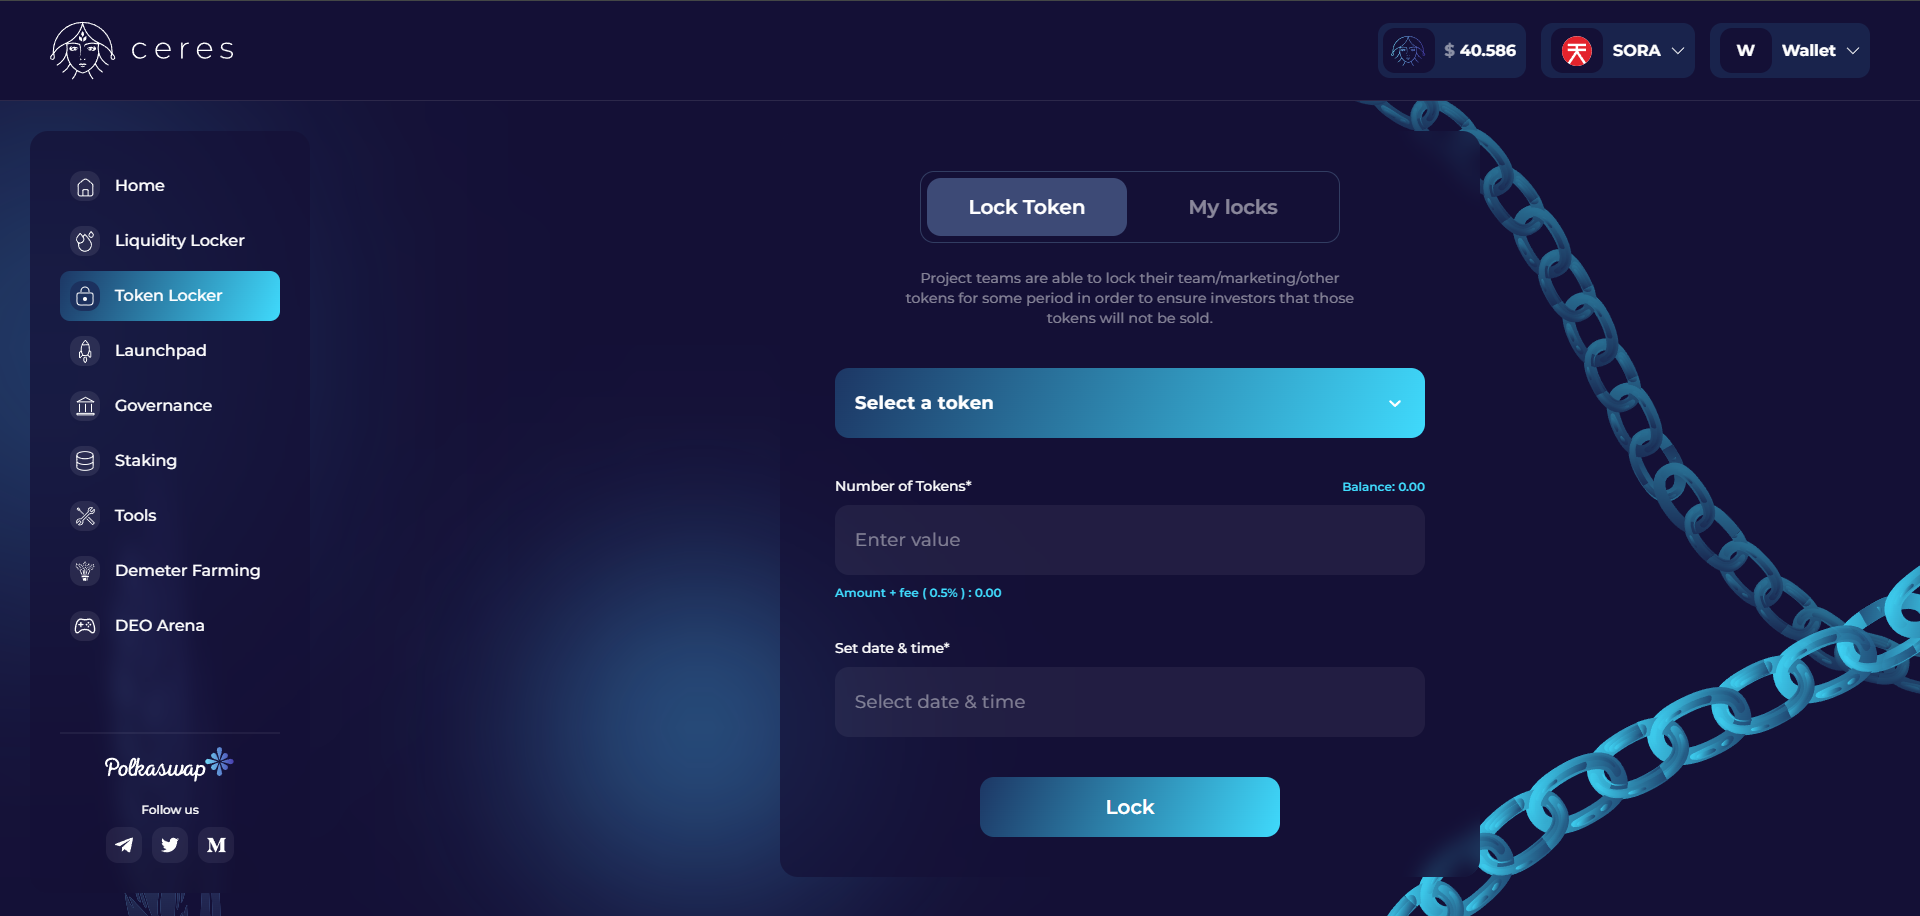 ceres
$ 40.586
SORA
W
Wallet
Home
Liquidity Locker
Token Locker
Launchpad
Governance
Staking
Tools
Demeter Farming
DEO Arena
Polkaswap
Follow us
M
Lock Token
My locks
Project teams are able to lock their team/marketing/other
tokens for some period in order to ensure investors that those
tokens will not be sold.
Select a token
Number of Tokens*
Balance: 0.00
Enter value
Amount + fee ( 0.5% ) : 0.00
Set date & time*
Select date & time
Lock